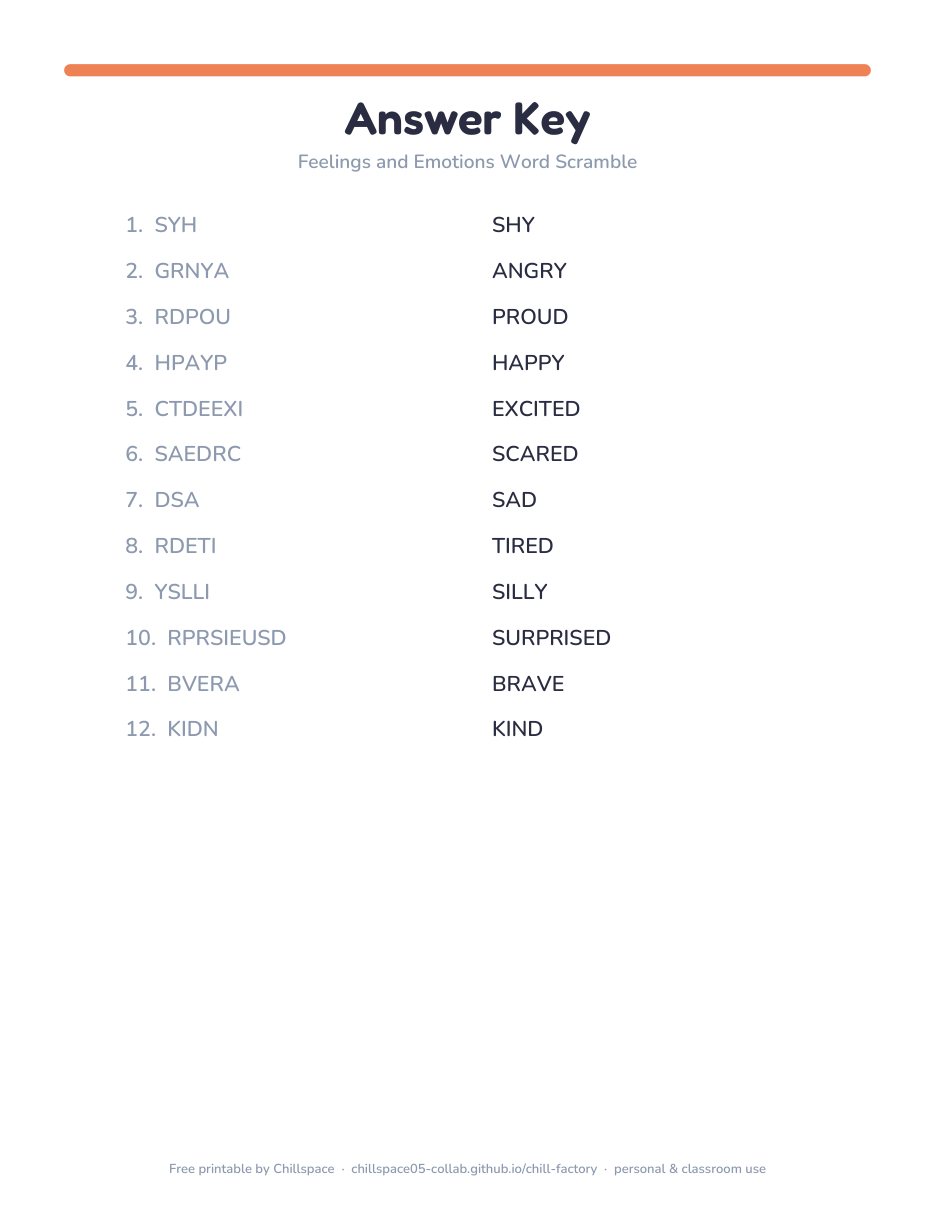 Answer Key
Feelings and Emotions Word Scramble
1. SYH SHY
2. GRNYA ANGRY
3. RDPOU PROUD
4. HPAYP HAPPY
5. CTDEEXI EXCITED
6. SAEDRC SCARED
7. DSA SAD
8. RDETI TIRED
9. YSLLI SILLY
10. RPRSIEUSD SURPRISED
11. BVERA BRAVE
12. KIDN KIND
Free printable by Chillspace · chillspace05-collab.github.io/chill-factory · personal & classroom use